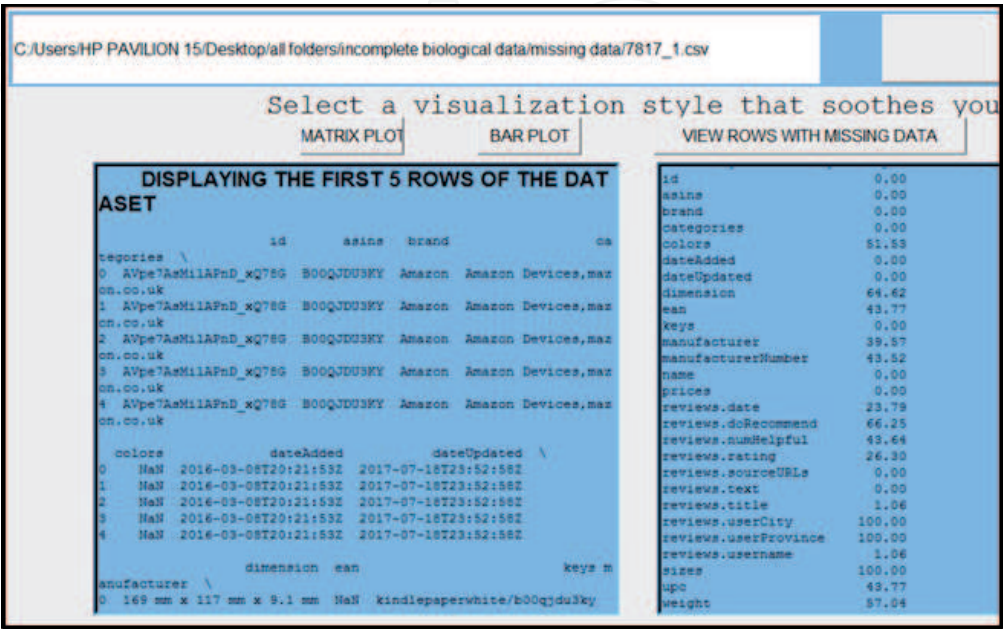 C:/Users/HP PAVILION 15/Desktop/all folders/incomplete biological data/missing data/7817_1.csv
Select a visualization style that soothes you
MATRIX PLOT
BAR PLOT
VIEW ROWS WITH MISSING DATA
DISPLAYING THE FIRST 5 ROWS OF THE DAT
ASET
id asins brand ca
tegories \
0 AVpe7AsMilAPnD_xQ78G B00QJDU3KY Amazon Amazon Devices,maz
on.co.uk
1 AVpe7AsMilAPnD_xQ78G B00QJDU3KY Amazon Amazon Devices,maz
on.co.uk
2 AVpe7AsMilAPnD_xQ78G B00QJDU3KY Amazon Amazon Devices,maz
on.co.uk
3 AVpe7AsMilAPnD_xQ78G B00QJDU3KY Amazon Amazon Devices,maz
on.co.uk
4 AVpe7AsMilAPnD_xQ78G B00QJDU3KY Amazon Amazon Devices,maz
on.co.uk
colors dateAdded dateUpdated \
0 NaN 2016-03-08T20:21:53Z 2017-07-18T23:52:58Z
1 NaN 2016-03-08T20:21:53Z 2017-07-18T23:52:58Z
2 NaN 2016-03-08T20:21:53Z 2017-07-18T23:52:58Z
3 NaN 2016-03-08T20:21:53Z 2017-07-18T23:52:58Z
4 NaN 2016-03-08T20:21:53Z 2017-07-18T23:52:58Z
dimension ean keys m
anufacturer \
0 169 mm x 117 mm x 9.1 mm NaN kindlepaperwhite/b00qjdu3ky
id 0.00
asins 0.00
brand 0.00
categories 0.00
colors 51.53
dateAdded 0.00
dateUpdated 0.00
dimension 64.62
ean 43.77
keys 0.00
manufacturer 39.57
manufacturerNumber 43.52
name 0.00
prices 0.00
reviews.date 23.79
reviews.doRecommend 66.25
reviews.numHelpful 43.64
reviews.rating 26.30
reviews.sourceURLs 0.00
reviews.text 0.00
reviews.title 1.06
reviews.userCity 100.00
reviews.userProvince 100.00
reviews.username 1.06
sizes 100.00
upc 43.77
weight 57.04